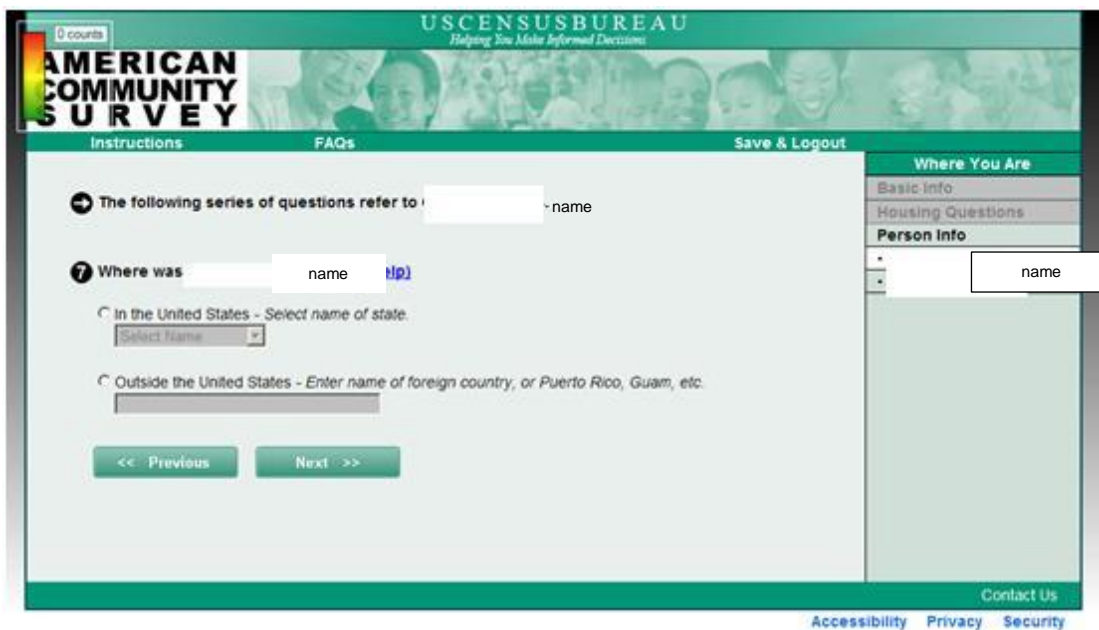 0 counts
USCENSUSBUREAU
Helping You Make Informed Decisions
AMERICAN
COMMUNITY
SURVEY
Instructions FAQs Save & Logout
Where You Are
Basic Info
Housing Questions
Person Info
name
The following series of questions refer to name
7 Where was name elp)
In the United States - Select name of state.
Select Name
Outside the United States - Enter name of foreign country, or Puerto Rico, Guam, etc.
<< Previous Next >>
Contact Us
Accessibility Privacy Security